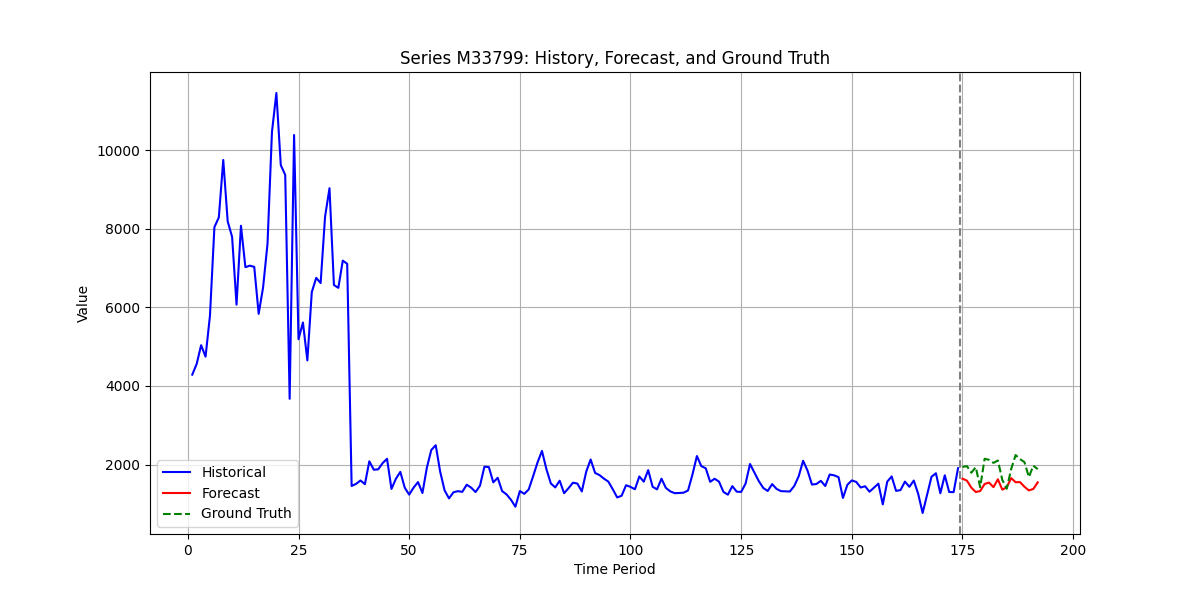 Series M33799: History, Forecast, and Ground Truth
10000
8000
6000
4000
2000
Value
Historical
Forecast
Ground Truth
0 25 50 75 100 125 150 175 200
Time Period